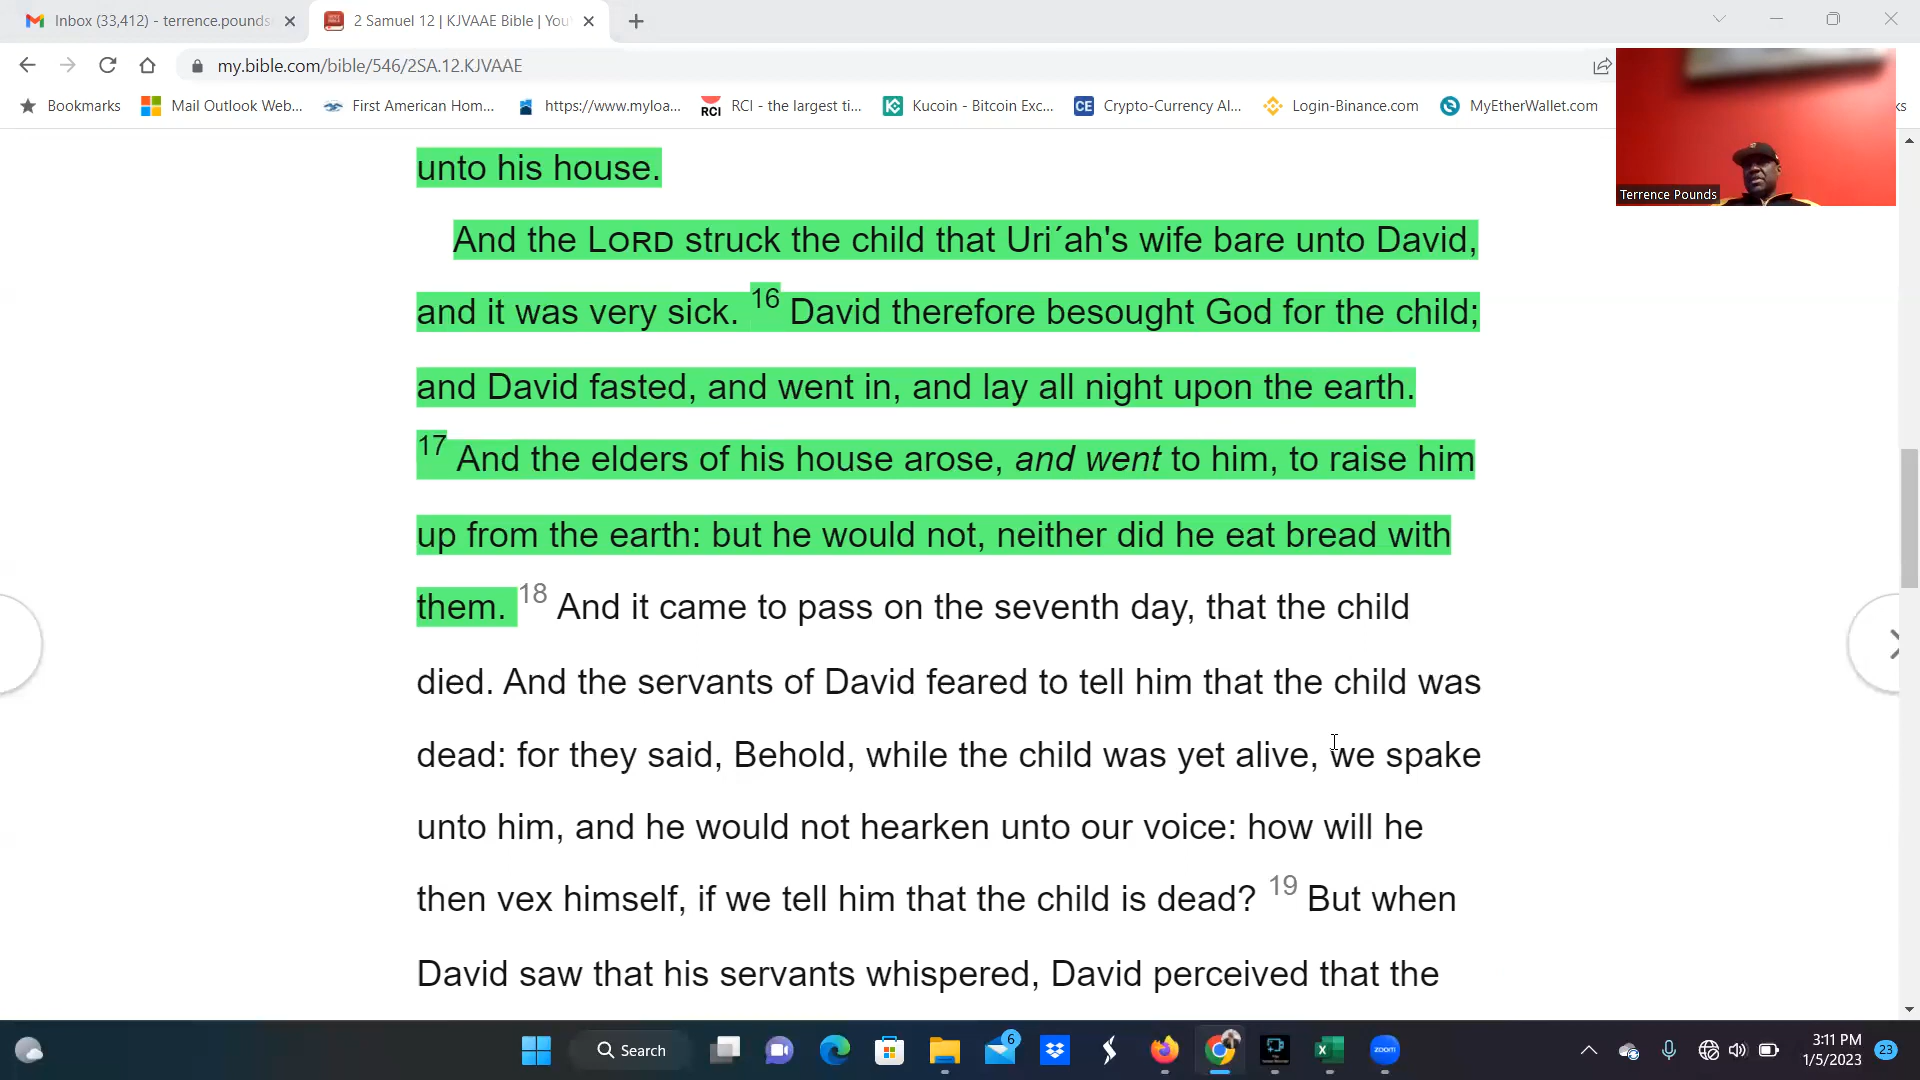 Inbox (33,412) - terrence.pounds
2 Samuel 12 | KJVAAE Bible | You
my.bible.com/bible/546/2SA.12.KJVAAE
Bookmarks
Mail Outlook Web...
First American Hom...
https://www.myloa...
RCI
RCI - the largest ti...
Kucoin - Bitcoin Exc...
CE
Crypto-Currency Al...
Login-Binance.com
MyEtherWallet.com
ks
Terrence Pounds
unto his house.
And the LORD struck the child that Uri´ah's wife bare unto David,
and it was very sick. 16 David therefore besought God for the child;
and David fasted, and went in, and lay all night upon the earth.
17 And the elders of his house arose, and went to him, to raise him
up from the earth: but he would not, neither did he eat bread with
them. 18 And it came to pass on the seventh day, that the child
died. And the servants of David feared to tell him that the child was
dead: for they said, Behold, while the child was yet alive, we spake
unto him, and he would not hearken unto our voice: how will he
then vex himself, if we tell him that the child is dead? 19 But when
David saw that his servants whispered, David perceived that the
Search
6
zoom
3:11 PM
1/5/2023
23